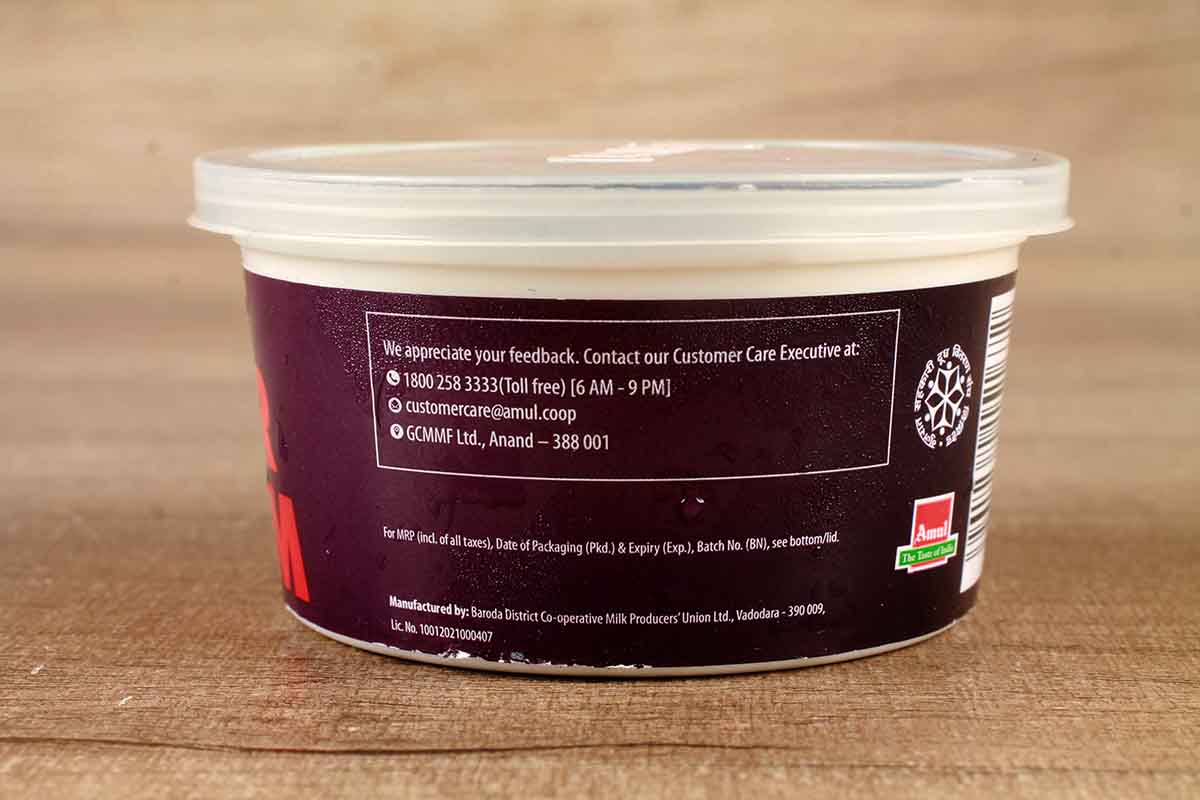 We appreciate your feedback. Contact our Customer Care Executive at:
1800 258 3333(Toll free) [6 AM - 9 PM]
customercare@amul.coop
GCMMF Ltd., Anand – 388 001
For MRP (incl. of all taxes), Date of Packaging (Pkd.) & Expiry (Exp.), Batch No. (BN), see bottom/lid.
Manufactured by: Baroda District Co-operative Milk Producers' Union Ltd., Vadodara - 390 009,
Lic. No. 10012021000407
R
M
गुजरात सहकारी दूध वितरण संघ लिमिटेड
Amul
The Taste of India